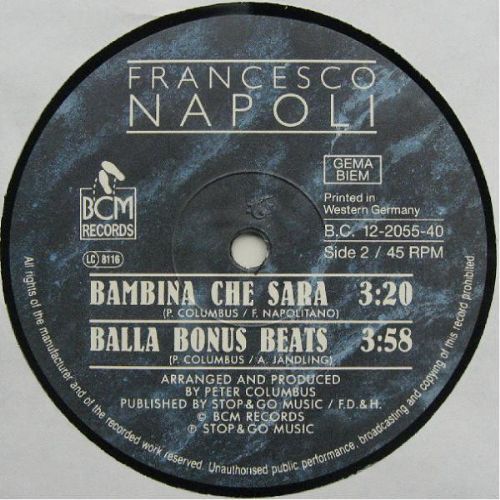 FRANCESCO
NAPOLI
BCM
RECORDS
LC 8116
GEMA
BIEM
Printed in
Western Germany
B.C. 12-2055-40
Side 2 / 45 RPM
BAMBINA CHE SARA 3:20
(P. COLUMBUS / F. NAPOLITANO)
BALLA BONUS BEATS 3:58
(P. COLUMBUS / A. JANDLING)
ARRANGED AND PRODUCED
BY PETER COLUMBUS
PUBLISHED BY STOP & GO MUSIC / F.D.& H.
© BCM RECORDS
℗ STOP & GO MUSIC
All rights of the manufacturer and of the recorded work reserved. Unauthorised public performance, broadcasting and copying of this record prohibited